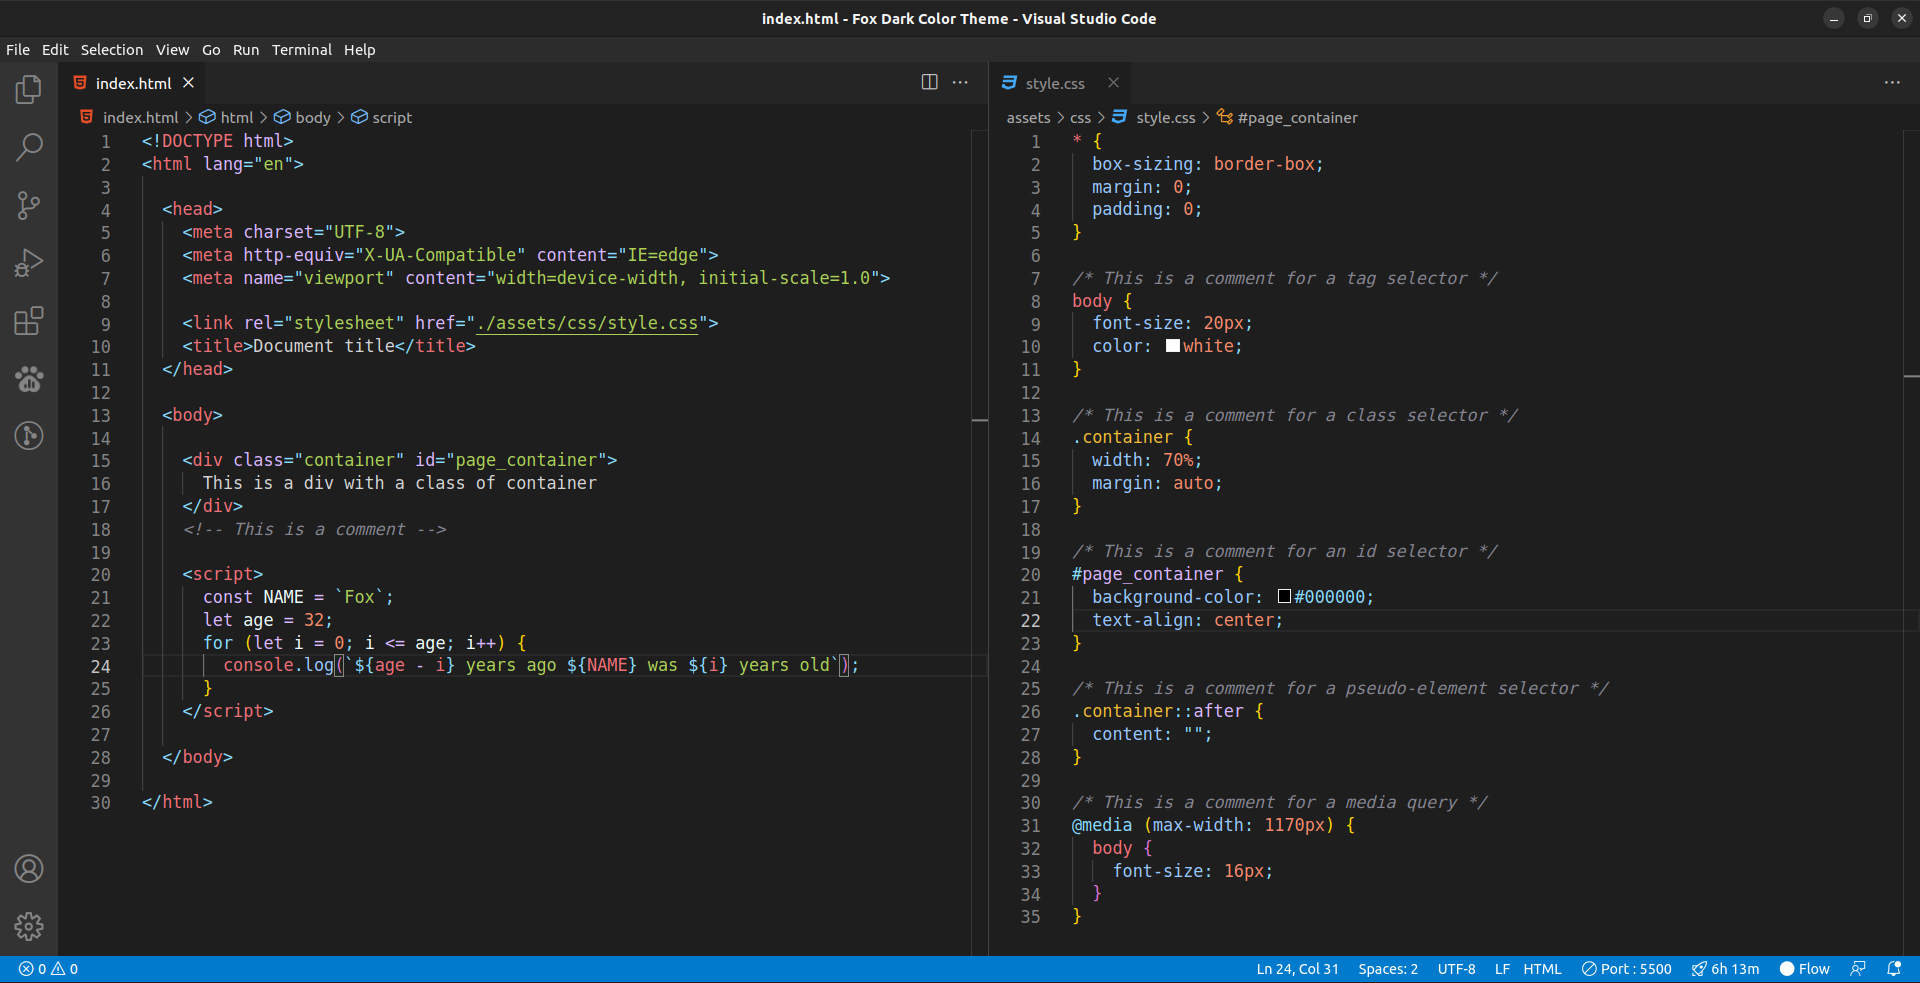 index.html - Fox Dark Color Theme - Visual Studio Code
File Edit Selection View Go Run Terminal Help
index.html
index.html > html > body > script
1 <!DOCTYPE html>
2 <html lang="en">
3
4 <head>
5 <meta charset="UTF-8">
6 <meta http-equiv="X-UA-Compatible" content="IE=edge">
7 <meta name="viewport" content="width=device-width, initial-scale=1.0">
8
9 <link rel="stylesheet" href="./assets/css/style.css">
10 <title>Document title</title>
11 </head>
12
13 <body>
14
15 <div class="container" id="page_container">
16 This is a div with a class of container
17 </div>
18 <!-- This is a comment -->
19
20 <script>
21 const NAME = `Fox`;
22 let age = 32;
23 for (let i = 0; i <= age; i++) {
24 console.log(`${age - i} years ago ${NAME} was ${i} years old`);
25 }
26 </script>
27
28 </body>
29
30 </html>
style.css
assets > css > style.css > #page_container
1 * {
2 box-sizing: border-box;
3 margin: 0;
4 padding: 0;
5 }
6
7 /* This is a comment for a tag selector */
8 body {
9 font-size: 20px;
10 color: white;
11 }
12
13 /* This is a comment for a class selector */
14 .container {
15 width: 70%;
16 margin: auto;
17 }
18
19 /* This is a comment for an id selector */
20 #page_container {
21 background-color: #000000;
22 text-align: center;
23 }
24
25 /* This is a comment for a pseudo-element selector */
26 .container::after {
27 content: "";
28 }
29
30 /* This is a comment for a media query */
31 @media (max-width: 1170px) {
32 body {
33 font-size: 16px;
34 }
35 }
0 0 Ln 24, Col 31 Spaces: 2 UTF-8 LF HTML Port : 5500 6h 13m Flow